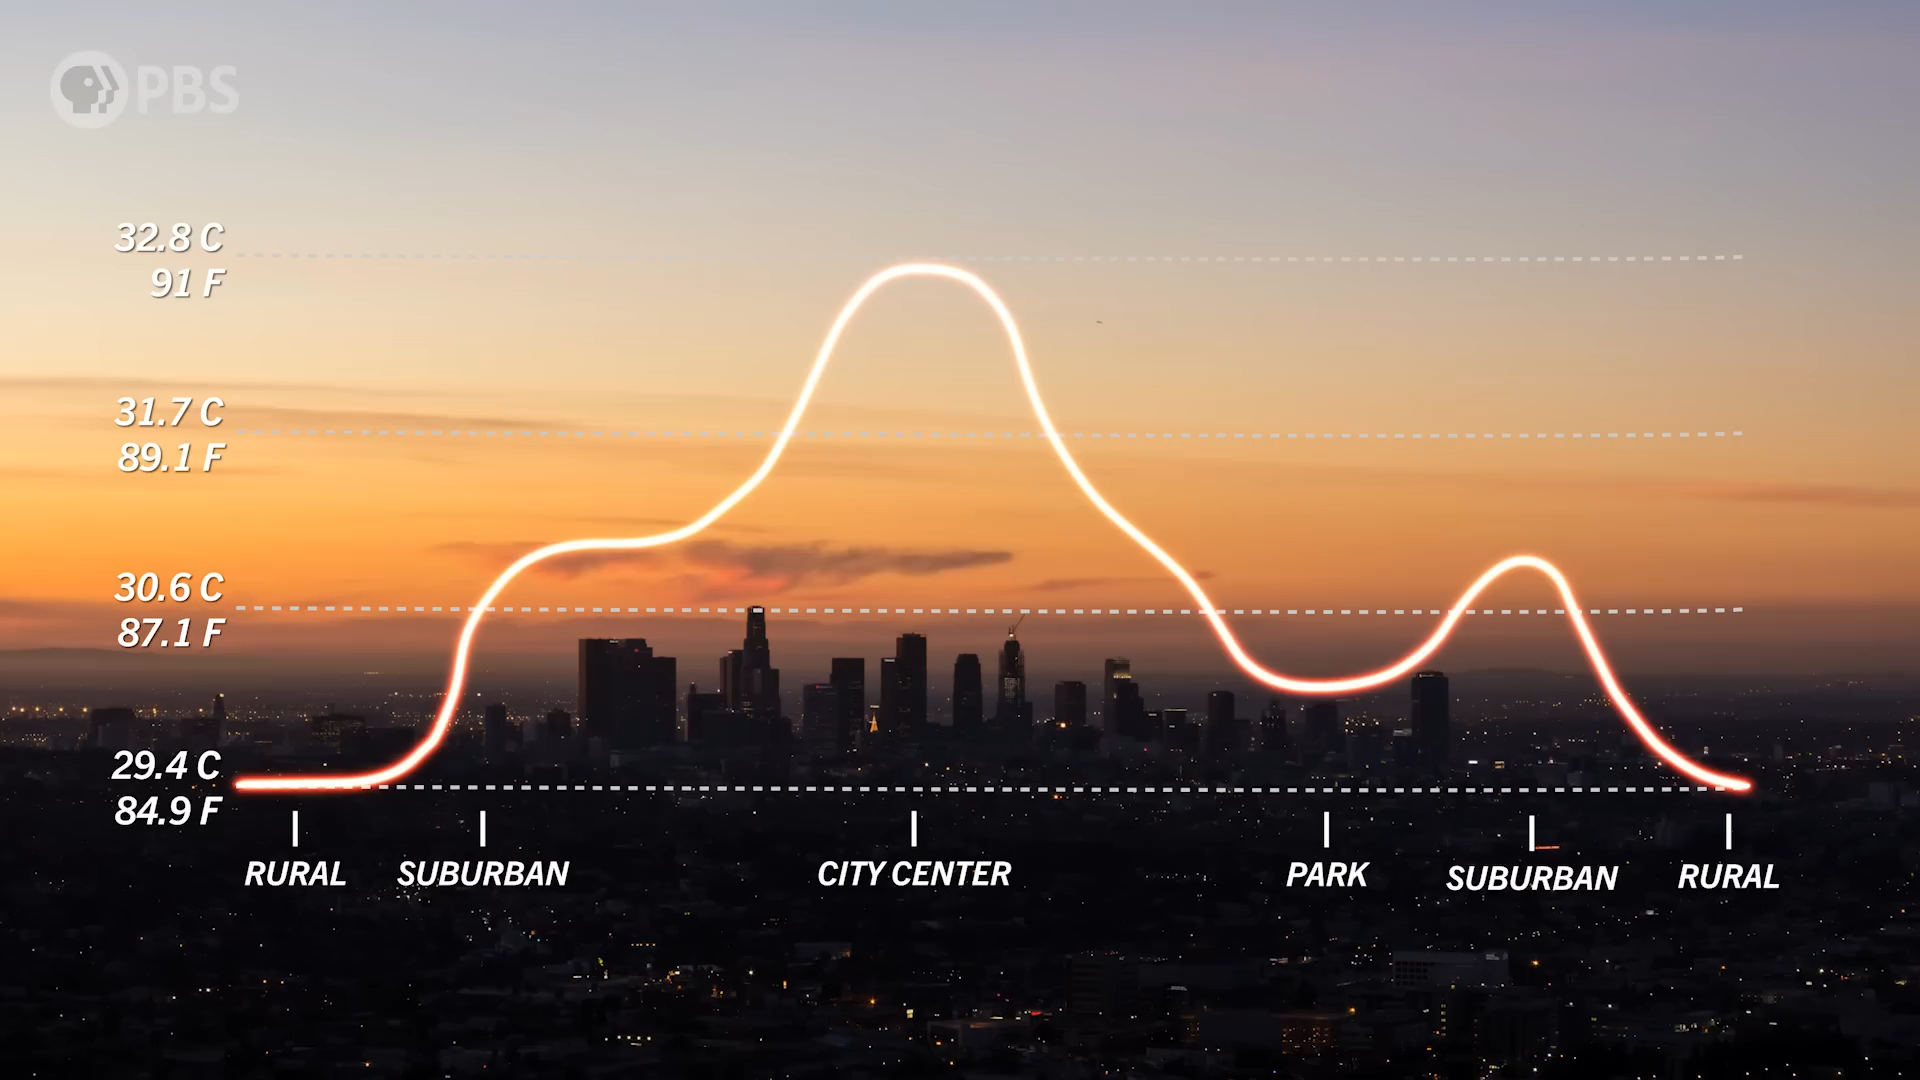 PBS
32.8 C
91 F
31.7 C
89.1 F
30.6 C
87.1 F
29.4 C
84.9 F
RURAL
SUBURBAN
CITY CENTER
PARK
SUBURBAN
RURAL